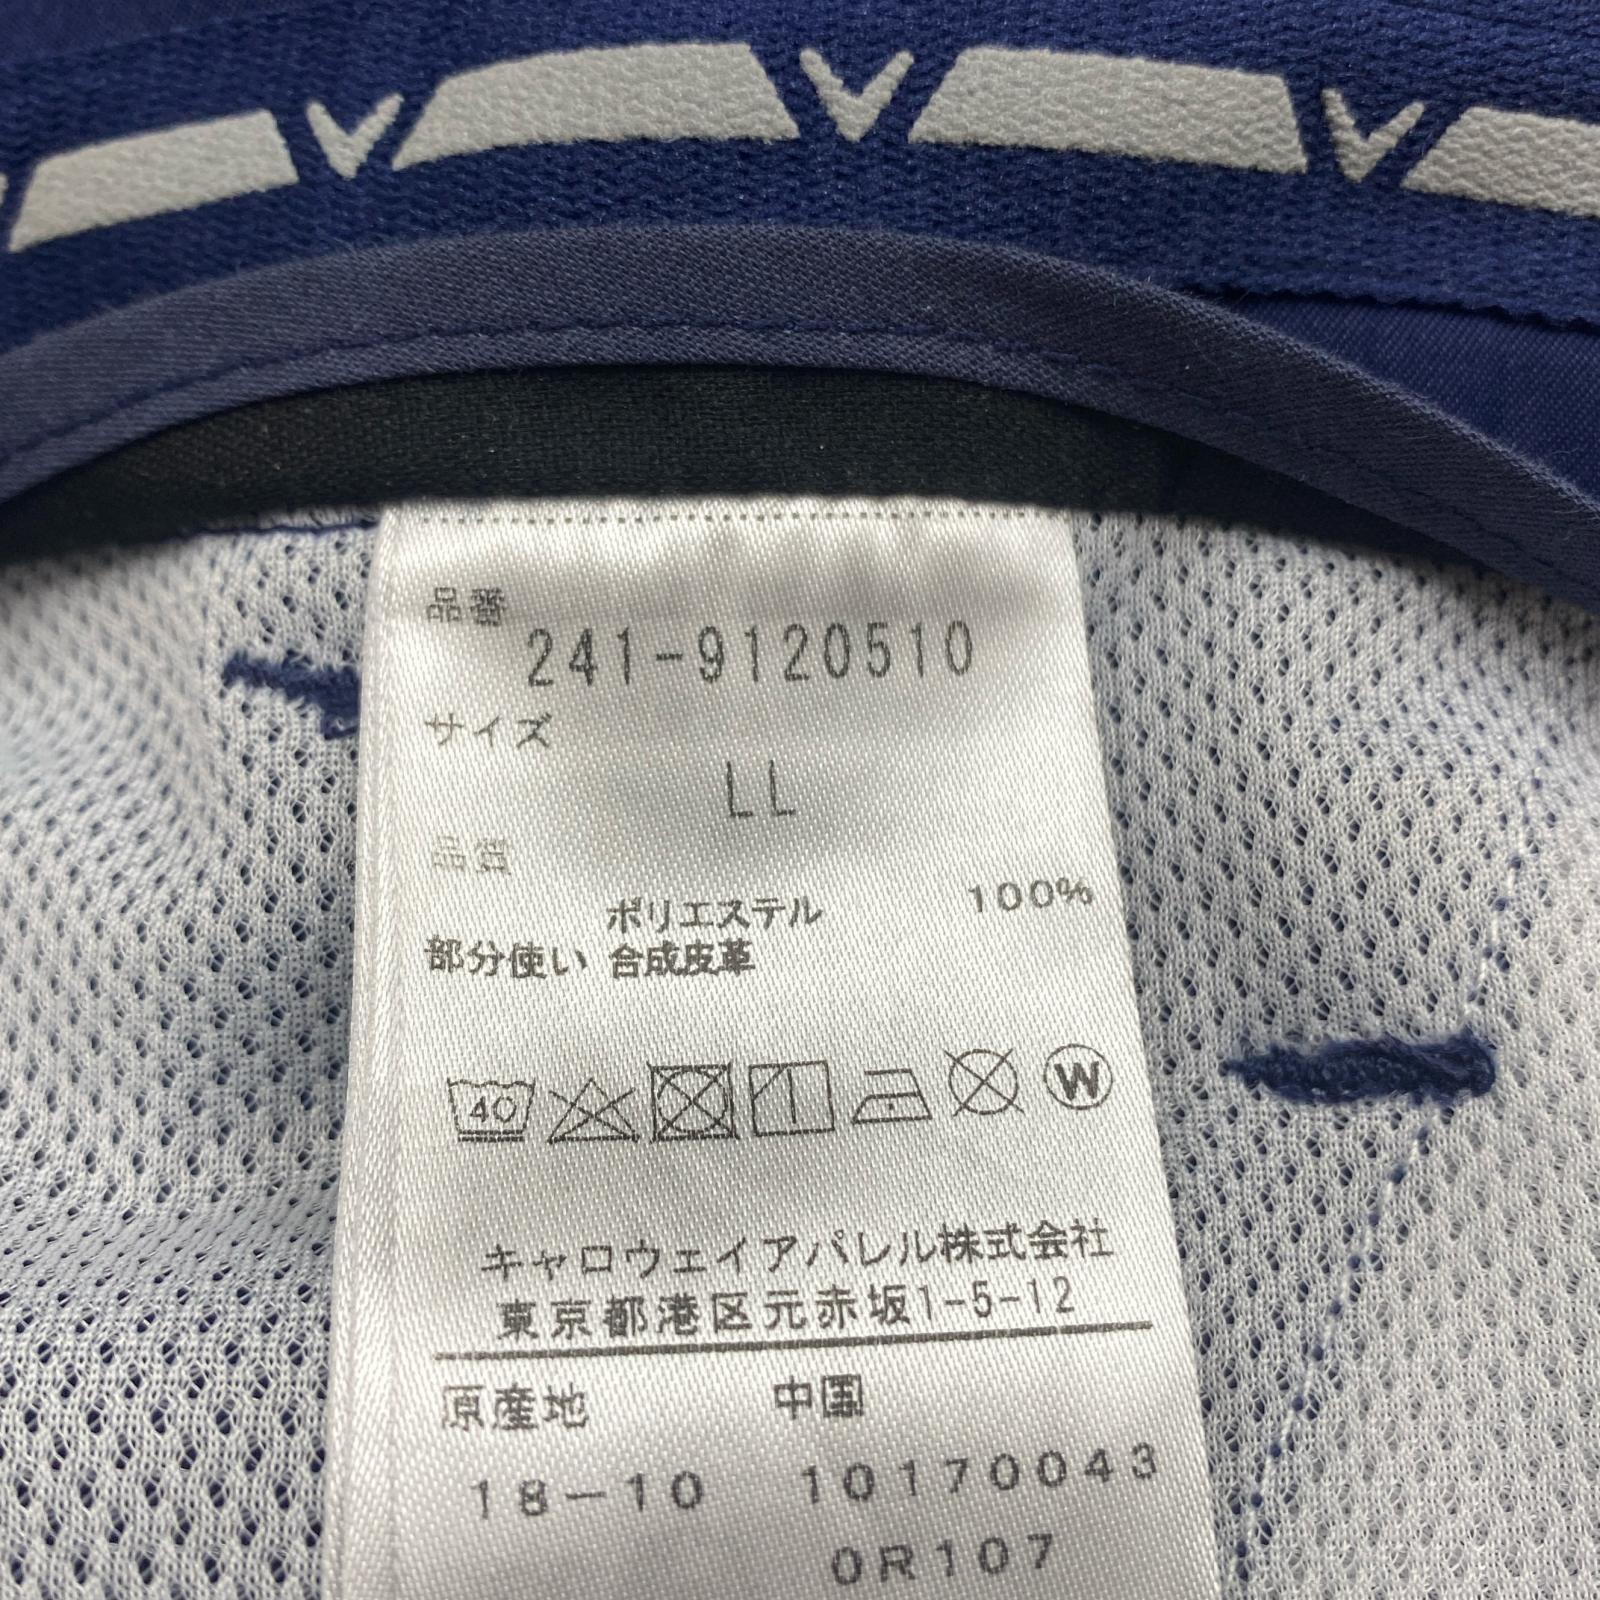 品番
241-9120510
サイズ
LL
品質
ポリエステル 100%
部分使い 合成皮革
40
W
キャロウェイアパレル株式会社
東京都港区元赤坂1-5-12
原産地 中国
18-10 10170043
0R107